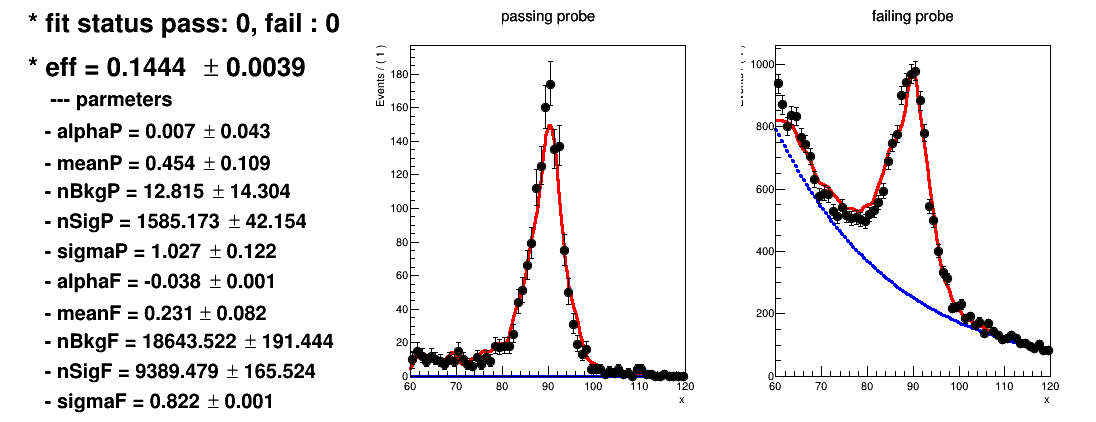 * fit status pass: 0, fail : 0
* eff = 0.1444 ± 0.0039
--- parmeters
- alphaP = 0.007 ± 0.043
- meanP = 0.454 ± 0.109
- nBkgP = 12.815 ± 14.304
- nSigP = 1585.173 ± 42.154
- sigmaP = 1.027 ± 0.122
- alphaF = -0.038 ± 0.001
- meanF = 0.231 ± 0.082
- nBkgF = 18643.522 ± 191.444
- nSigF = 9389.479 ± 165.524
- sigmaF = 0.822 ± 0.001
passing probe
Events / ( 1 )
180
160
140
120
100
80
60
40
20
0
60 70 80 90 100 110 120
x
failing probe
1000
800
600
400
200
0
60 70 80 90 100 110 120
x